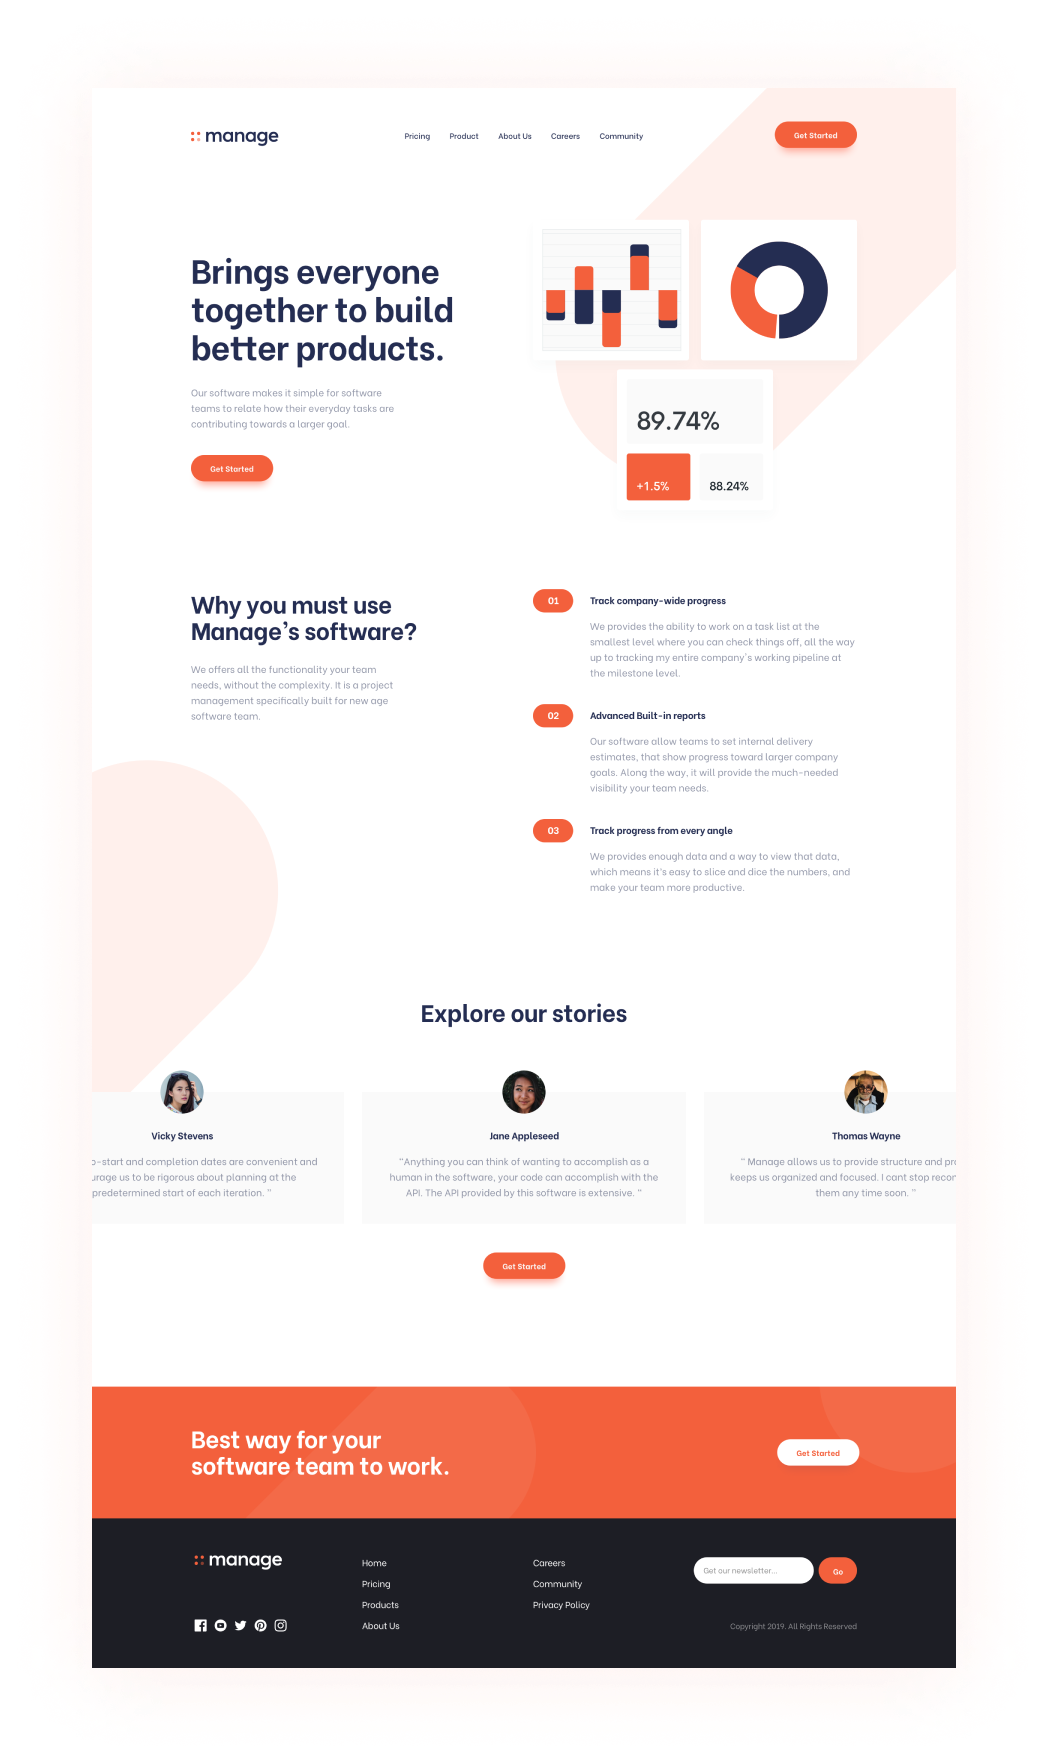 manage
Pricing Product About Us Careers Community
Get Started
Brings everyone
together to build
better products.
Our software makes it simple for software
teams to relate how their everyday tasks are
contributing towards a larger goal.
Get Started
89.74%
+1.5%
88.24%
Why you must use
Manage’s software?
We offers all the functionality your team
needs, without the complexity. It is a project
management specifically built for new age
software team.
01
Track company-wide progress
We provides the ability to work on a task list at the
smallest level where you can check things off, all the way
up to tracking my entire company’s working pipeline at
the milestone level.
02
Advanced Built-in reports
Our software allow teams to set internal delivery
estimates, that show progress toward larger company
goals. Along the way, it will provide the much-needed
visibility your team needs.
03
Track progress from every angle
We provides enough data and a way to view that data,
which means it’s easy to slice and dice the numbers, and
make your team more productive.
Explore our stories
Vicky Stevens
-start and completion dates are convenient and
us to be rigorous about planning at the
predetermined start of each iteration. ”
Jane Appleseed
“Anything you can think of wanting to accomplish as a
human in the software, your code can accomplish with the
API. The API provided by this software is extensive. ”
Thomas Wayne
“ Manage allows us to provide structure and
keeps us organized and focused. I cant stop
them any time soon. ”
Get Started
Best way for your
software team to work.
Get Started
manage
Home
Pricing
Products
About Us
Careers
Community
Privacy Policy
Get our newsletter...
Go
Copyright 2019. All Rights Reserved